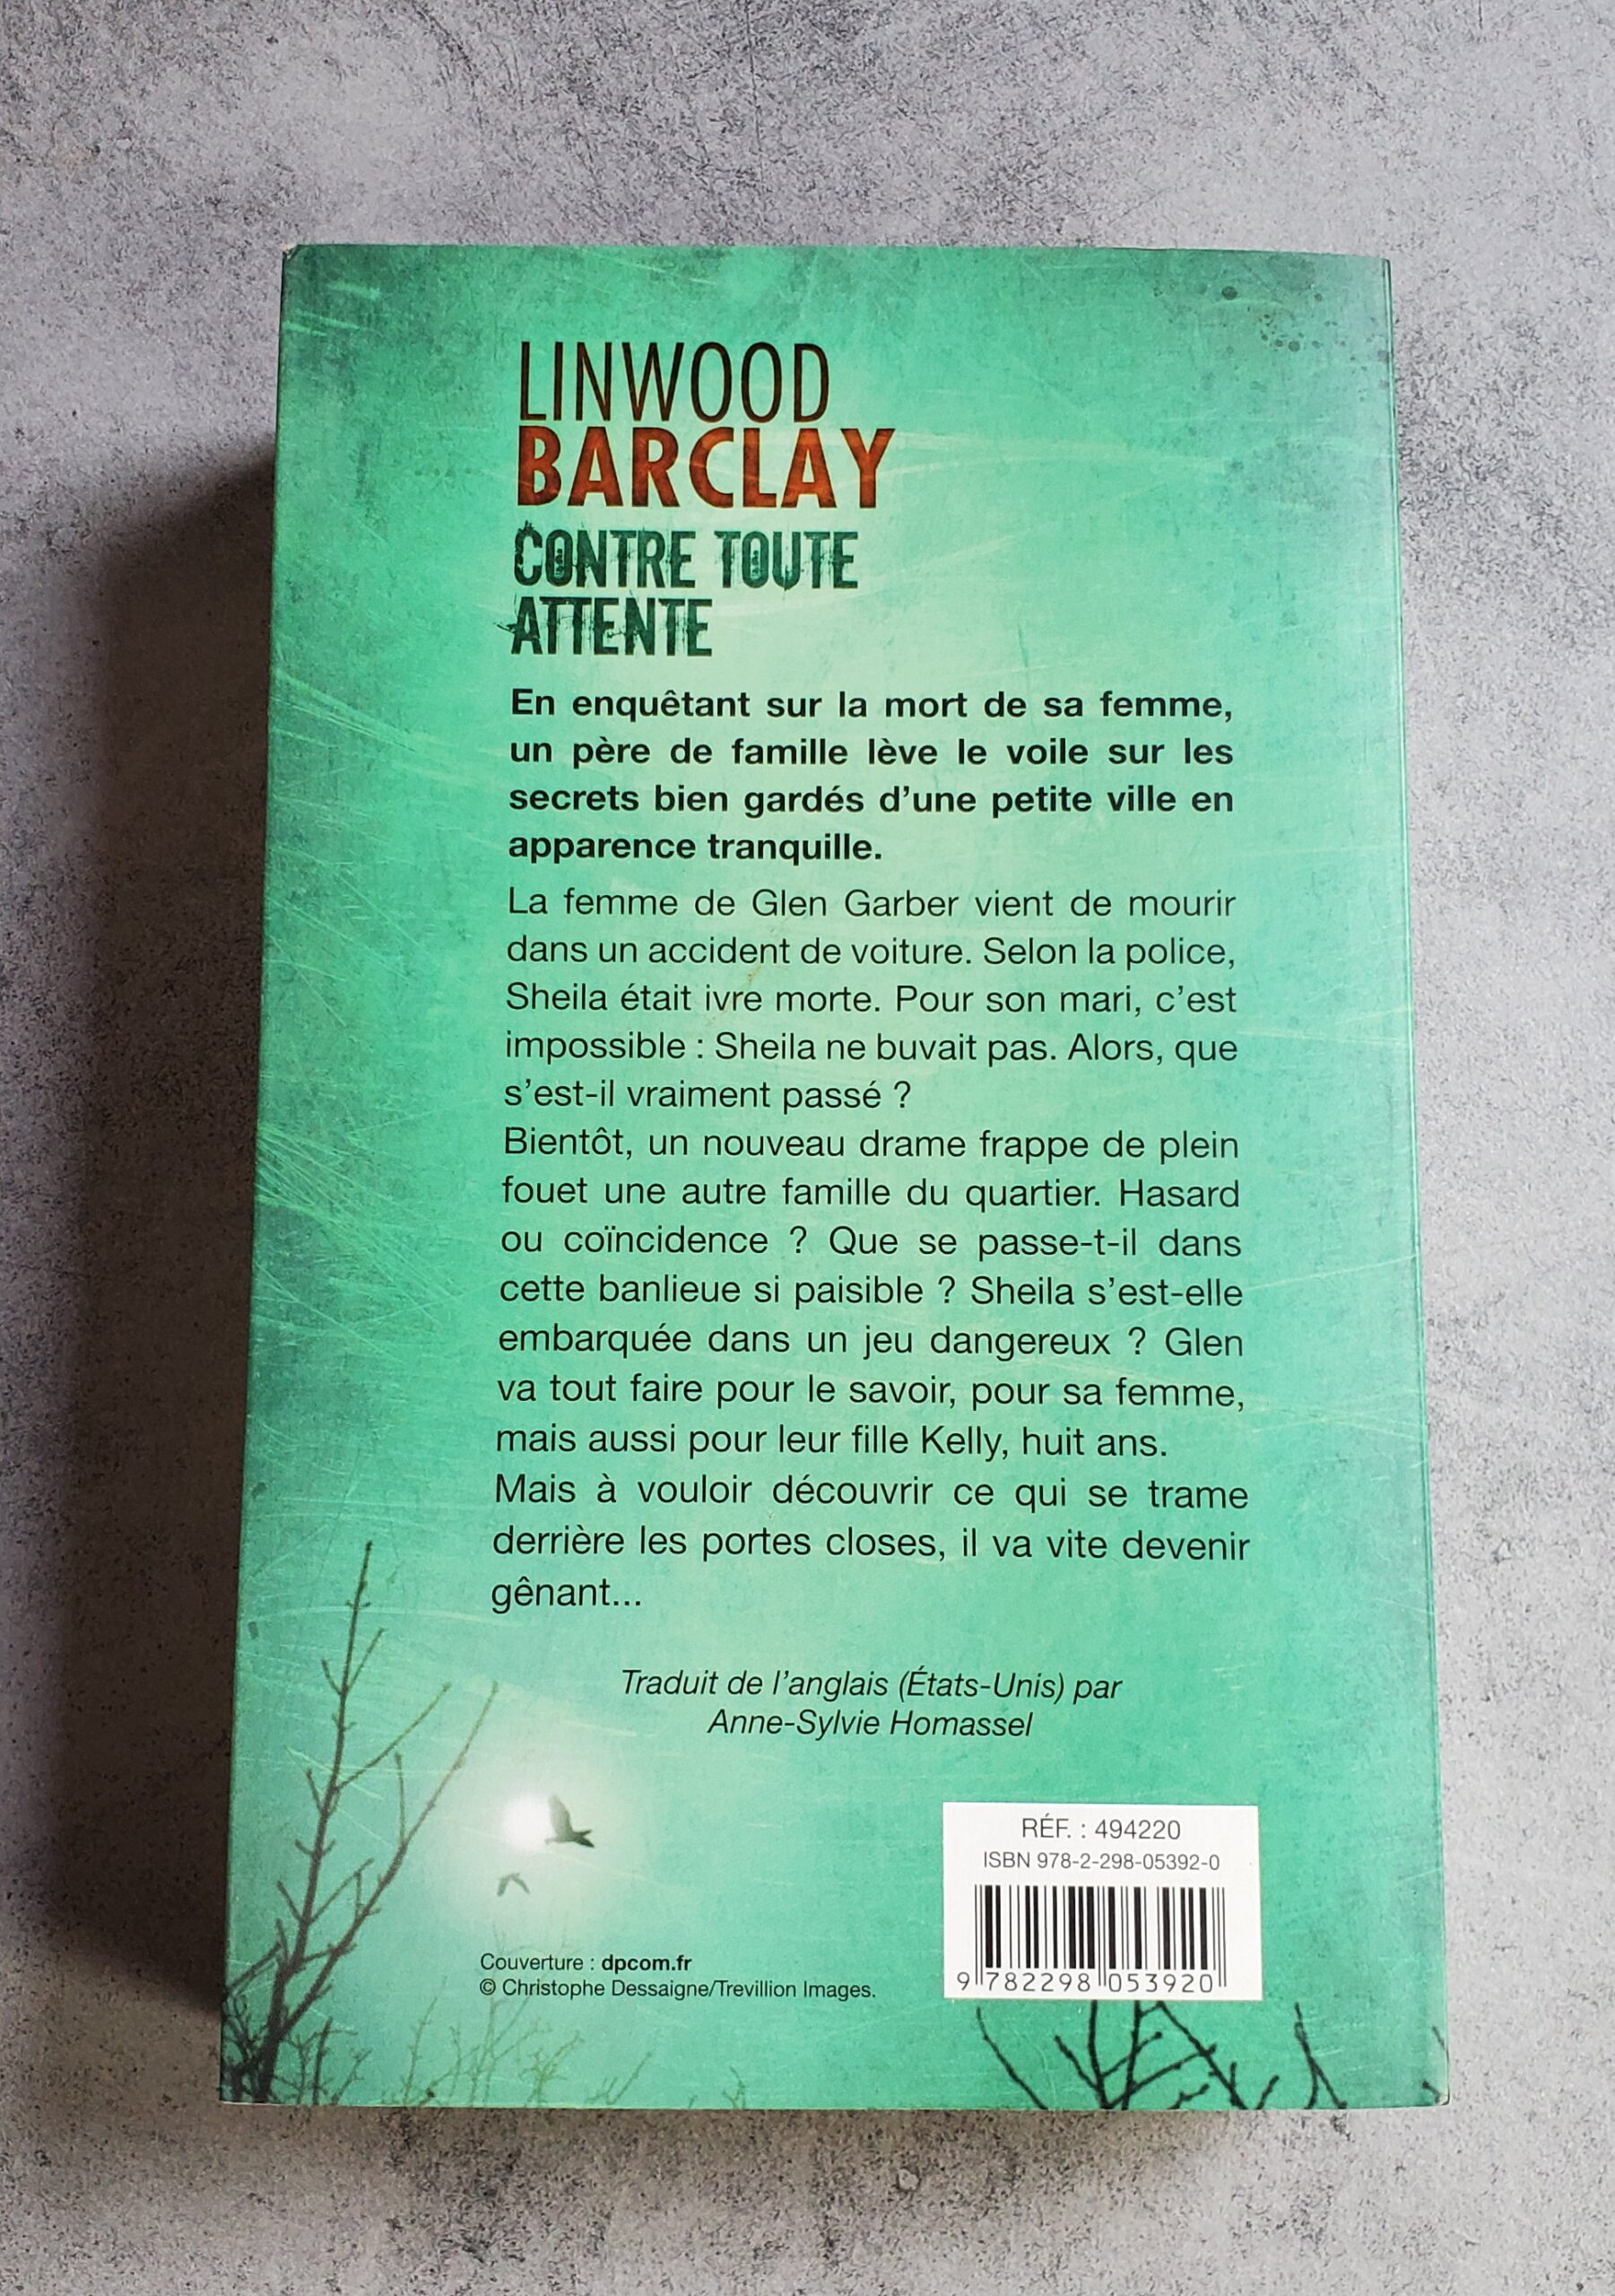 LINWOOD
BARCLAY
CONTRE TOUTE
ATTENTE
En enquêtant sur la mort de sa femme,
un père de famille lève le voile sur les
secrets bien gardés d'une petite ville en
apparence tranquille.
La femme de Glen Garber vient de mourir
dans un accident de voiture. Selon la police,
Sheila était ivre morte. Pour son mari, c'est
impossible : Sheila ne buvait pas. Alors, que
s'est-il vraiment passé ?
Bientôt, un nouveau drame frappe de plein
fouet une autre famille du quartier. Hasard
ou coïncidence ? Que se passe-t-il dans
cette banlieue si paisible ? Sheila s'est-elle
embarquée dans un jeu dangereux ? Glen
va tout faire pour le savoir, pour sa femme,
mais aussi pour leur fille Kelly, huit ans.
Mais à vouloir découvrir ce qui se trame
derrière les portes closes, il va vite devenir
gênant...
Traduit de l'anglais (États-Unis) par
Anne-Sylvie Homassel
RÉF. : 494220
ISBN 978-2-298-05392-0
9 782298 053920
Couverture : dpcom.fr
© Christophe Dessaigne/Trevillion Images.